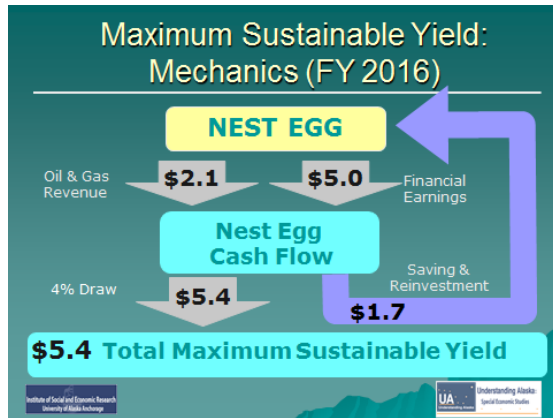 Maximum Sustainable Yield:
Mechanics (FY 2016)
NEST EGG
Oil & Gas
Revenue
$2.1
$5.0
Financial
Earnings
Nest Egg
Cash Flow
4% Draw
$5.4
Saving &
Reinvestment
$1.7
$5.4 Total Maximum Sustainable Yield
Institute of Social and Economic Research
University of Alaska Anchorage
UA
Understanding Alaska:
Special Economic Studies